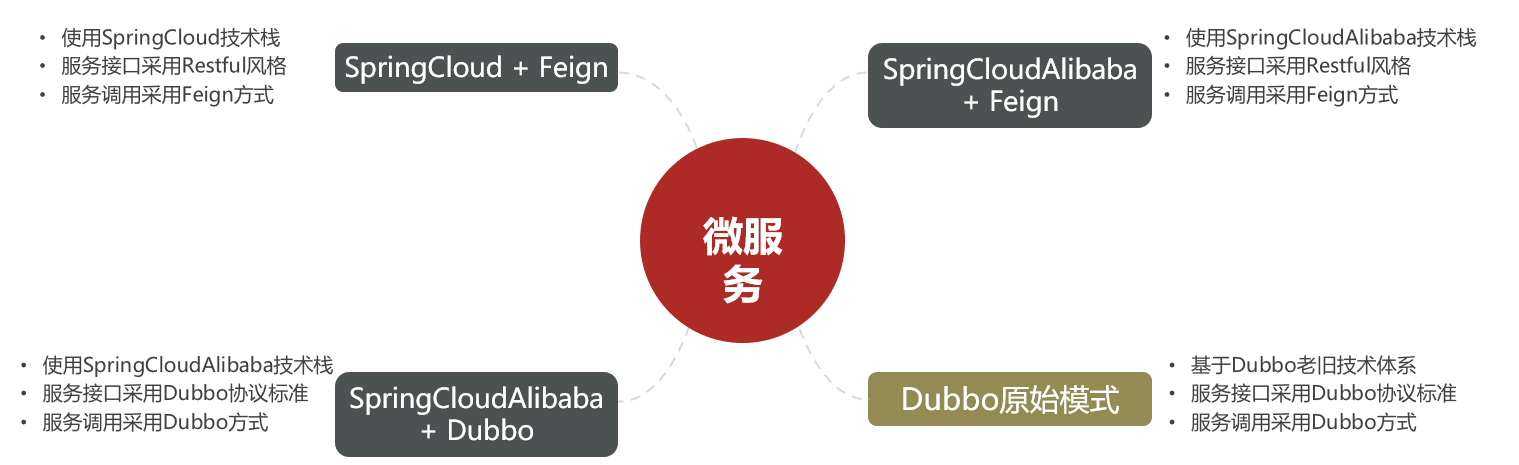 • 使用SpringCloud技术栈
• 服务接口采用Restful风格
• 服务调用采用Feign方式
SpringCloud + Feign
SpringCloudAlibaba
+ Feign
• 使用SpringCloudAlibaba技术栈
• 服务接口采用Restful风格
• 服务调用采用Feign方式
微服
务
• 使用SpringCloudAlibaba技术栈
• 服务接口采用Dubbo协议标准
• 服务调用采用Dubbo方式
SpringCloudAlibaba
+ Dubbo
Dubbo原始模式
• 基于Dubbo老旧技术体系
• 服务接口采用Dubbo协议标准
• 服务调用采用Dubbo方式